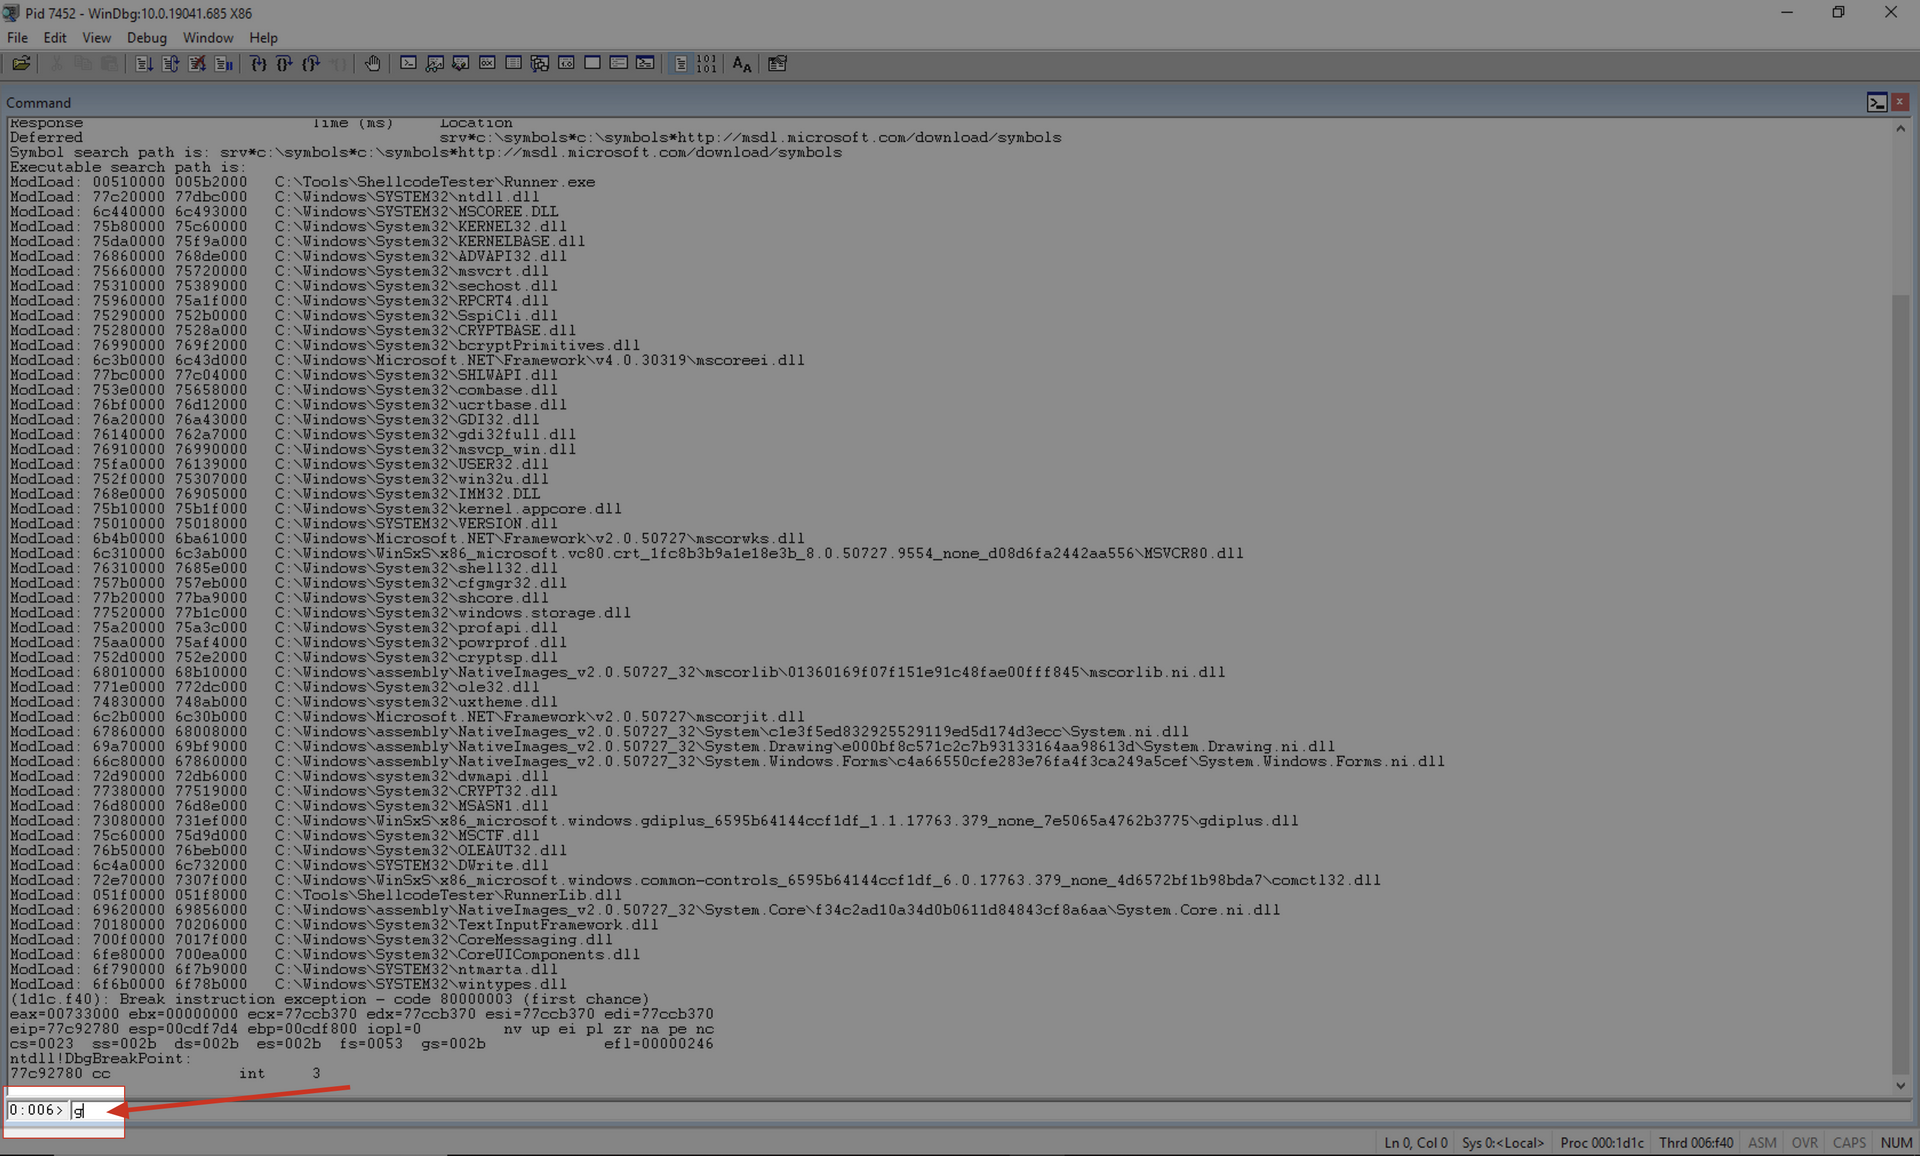 Pid 7452 - WinDbg:10.0.19041.685 X86
File Edit View Debug Window Help
Command
Response Time (ms) Location
Deferred srv*c:\symbols*c:\symbols*http://msdl.microsoft.com/download/symbols
Symbol search path is: srv*c:\symbols*c:\symbols*http://msdl.microsoft.com/download/symbols
Executable search path is:
ModLoad: 00510000 005b2000 C:\Tools\ShellcodeTester\Runner.exe
ModLoad: 77c20000 77dbc000 C:\Windows\SYSTEM32\ntdll.dll
ModLoad: 6c440000 6c493000 C:\Windows\SYSTEM32\MSCOREE.DLL
ModLoad: 75b80000 75c60000 C:\Windows\System32\KERNEL32.dll
ModLoad: 75da0000 75f9a000 C:\Windows\System32\KERNELBASE.dll
ModLoad: 76860000 768de000 C:\Windows\System32\ADVAPI32.dll
ModLoad: 75660000 75720000 C:\Windows\System32\msvcrt.dll
ModLoad: 75310000 75389000 C:\Windows\System32\sechost.dll
ModLoad: 75960000 75a1f000 C:\Windows\System32\RPCRT4.dll
ModLoad: 75290000 752b0000 C:\Windows\System32\SspiCli.dll
ModLoad: 75280000 7528a000 C:\Windows\System32\CRYPTBASE.dll
ModLoad: 76990000 769f2000 C:\Windows\System32\bcryptPrimitives.dll
ModLoad: 6c3b0000 6c43d000 C:\Windows\Microsoft.NET\Framework\v4.0.30319\mscoreei.dll
ModLoad: 77bc0000 77c04000 C:\Windows\System32\SHLWAPI.dll
ModLoad: 753e0000 75658000 C:\Windows\System32\combase.dll
ModLoad: 76bf0000 76d12000 C:\Windows\System32\ucrtbase.dll
ModLoad: 76a20000 76a43000 C:\Windows\System32\GDI32.dll
ModLoad: 76140000 762a7000 C:\Windows\System32\gdi32full.dll
ModLoad: 76910000 76990000 C:\Windows\System32\msvcp_win.dll
ModLoad: 75fa0000 76139000 C:\Windows\System32\USER32.dll
ModLoad: 752f0000 75307000 C:\Windows\System32\win32u.dll
ModLoad: 768e0000 76905000 C:\Windows\System32\IMM32.DLL
ModLoad: 75b10000 75b1f000 C:\Windows\System32\kernel.appcore.dll
ModLoad: 75010000 75018000 C:\Windows\SYSTEM32\VERSION.dll
ModLoad: 6b4b0000 6ba61000 C:\Windows\Microsoft.NET\Framework\v2.0.50727\mscorwks.dll
ModLoad: 6c310000 6c3ab000 C:\Windows\WinSxS\x86_microsoft.vc80.crt_1fc8b3b9a1e18e3b_8.0.50727.9554_none_d08d6fa2442aa556\MSVCR80.dll
ModLoad: 76310000 7685e000 C:\Windows\System32\shell32.dll
ModLoad: 757b0000 757eb000 C:\Windows\System32\cfgmgr32.dll
ModLoad: 77b20000 77ba9000 C:\Windows\System32\shcore.dll
ModLoad: 77520000 77b1c000 C:\Windows\System32\windows.storage.dll
ModLoad: 75a20000 75a3c000 C:\Windows\System32\profapi.dll
ModLoad: 75aa0000 75af4000 C:\Windows\System32\powrprof.dll
ModLoad: 752d0000 752e2000 C:\Windows\System32\cryptsp.dll
ModLoad: 68010000 68b10000 C:\Windows\assembly\NativeImages_v2.0.50727_32\mscorlib\01360169f07f151e91c48fae00fff845\mscorlib.ni.dll
ModLoad: 771e0000 772dc000 C:\Windows\System32\ole32.dll
ModLoad: 74830000 748ab000 C:\Windows\system32\uxtheme.dll
ModLoad: 6c2b0000 6c30b000 C:\Windows\Microsoft.NET\Framework\v2.0.50727\mscorjit.dll
ModLoad: 67860000 68008000 C:\Windows\assembly\NativeImages_v2.0.50727_32\System\c1e3f5ed832925529119ed5d174d3ecc\System.ni.dll
ModLoad: 69a70000 69bf9000 C:\Windows\assembly\NativeImages_v2.0.50727_32\System.Drawing\e000bf8c571c2c7b93133164aa98613d\System.Drawing.ni.dll
ModLoad: 66c80000 67860000 C:\Windows\assembly\NativeImages_v2.0.50727_32\System.Windows.Forms\c4a66550cfe283e76fa4f3ca249a5cef\System.Windows.Forms.ni.dll
ModLoad: 72d90000 72db6000 C:\Windows\system32\dwmapi.dll
ModLoad: 77380000 77519000 C:\Windows\System32\CRYPT32.dll
ModLoad: 76d80000 76d8e000 C:\Windows\System32\MSASN1.dll
ModLoad: 73080000 731ef000 C:\Windows\WinSxS\x86_microsoft.windows.gdiplus_6595b64144ccf1df_1.1.17763.379_none_7e5065a4762b3775\gdiplus.dll
ModLoad: 75c60000 75d9d000 C:\Windows\System32\MSCTF.dll
ModLoad: 76b50000 76beb000 C:\Windows\System32\OLEAUT32.dll
ModLoad: 6c4a0000 6c732000 C:\Windows\SYSTEM32\DWrite.dll
ModLoad: 72e70000 7307f000 C:\Windows\WinSxS\x86_microsoft.windows.common-controls_6595b64144ccf1df_6.0.17763.379_none_4d6572bf1b98bda7\comctl32.dll
ModLoad: 051f0000 051f8000 C:\Tools\ShellcodeTester\RunnerLib.dll
ModLoad: 69620000 69856000 C:\Windows\assembly\NativeImages_v2.0.50727_32\System.Core\f34c2ad10a34d0b0611d84843cf8a6aa\System.Core.ni.dll
ModLoad: 70180000 70206000 C:\Windows\System32\TextInputFramework.dll
ModLoad: 700f0000 7017f000 C:\Windows\System32\CoreMessaging.dll
ModLoad: 6fe80000 700ea000 C:\Windows\System32\CoreUIComponents.dll
ModLoad: 6f790000 6f7b9000 C:\Windows\SYSTEM32\ntmarta.dll
ModLoad: 6f6b0000 6f78b000 C:\Windows\SYSTEM32\wintypes.dll
(1d1c.f40): Break instruction exception - code 80000003 (first chance)
eax=00733000 ebx=00000000 ecx=77ccb370 edx=77ccb370 esi=77ccb370 edi=77ccb370
eip=77c92780 esp=00cdf7d4 ebp=00cdf800 iopl=0 nv up ei pl zr na pe nc
cs=0023 ss=002b ds=002b es=002b fs=0053 gs=002b efl=00000246
ntdll!DbgBreakPoint:
77c92780 cc int 3
0:006> g
Ln 0, Col 0 Sys 0:<Local> Proc 000:1d1c Thrd 006:f40 ASM OVR CAPS NUM